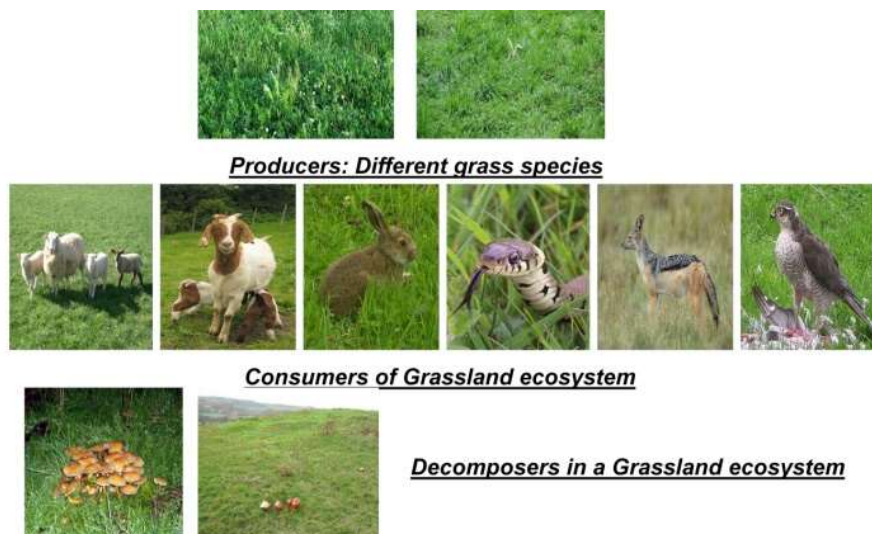 Producers: Different grass species
Consumers of Grassland ecosystem
Decomposers in a Grassland ecosystem